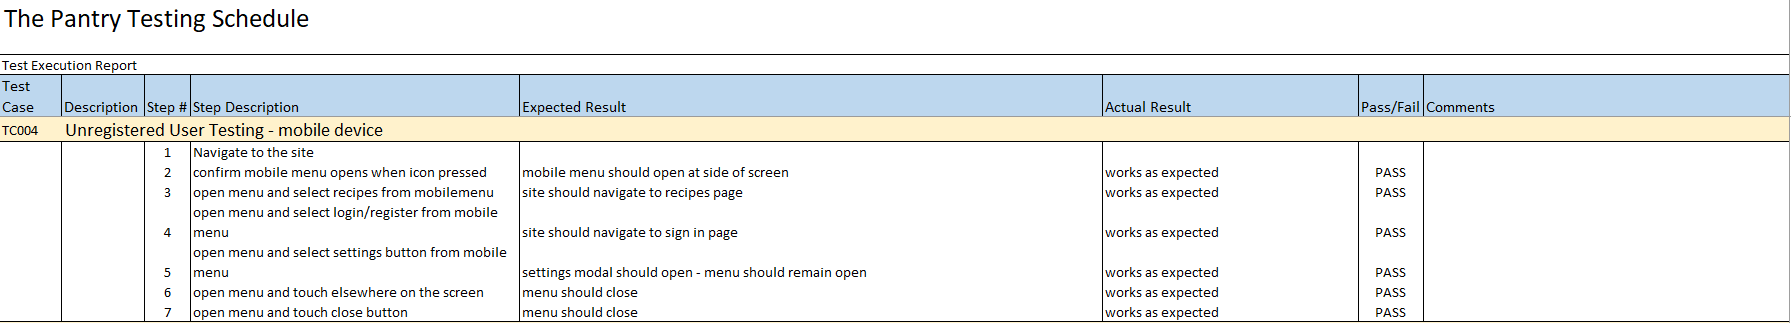 The Pantry Testing Schedule
Test Execution Report
Test
Case Description Step # Step Description Expected Result Actual Result Pass/Fail Comments
TC004 Unregistered User Testing - mobile device
1 Navigate to the site
2 confirm mobile menu opens when icon pressed mobile menu should open at side of screen works as expected PASS
3 open menu and select recipes from mobilemenu site should navigate to recipes page works as expected PASS
open menu and select login/register from mobile
4 menu site should navigate to sign in page works as expected PASS
open menu and select settings button from mobile
5 menu settings modal should open - menu should remain open works as expected PASS
6 open menu and touch elsewhere on the screen menu should close works as expected PASS
7 open menu and touch close button menu should close works as expected PASS